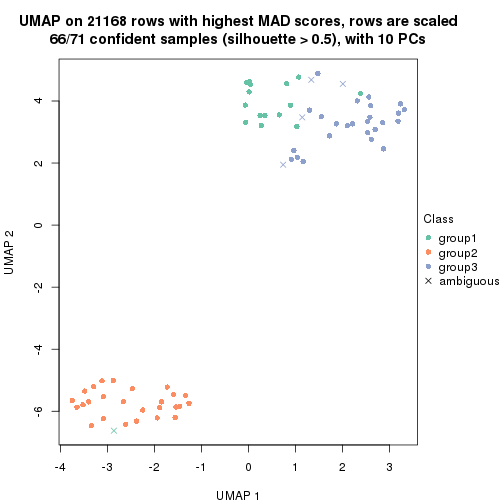 UMAP on 21168 rows with highest MAD scores, rows are scaled
66/71 confident samples (silhouette > 0.5), with 10 PCs
4
2
0
-2
-4
-6
UMAP 2
-4
-3
-2
-1
0
1
2
3
UMAP 1
Class
group1
group2
group3
ambiguous